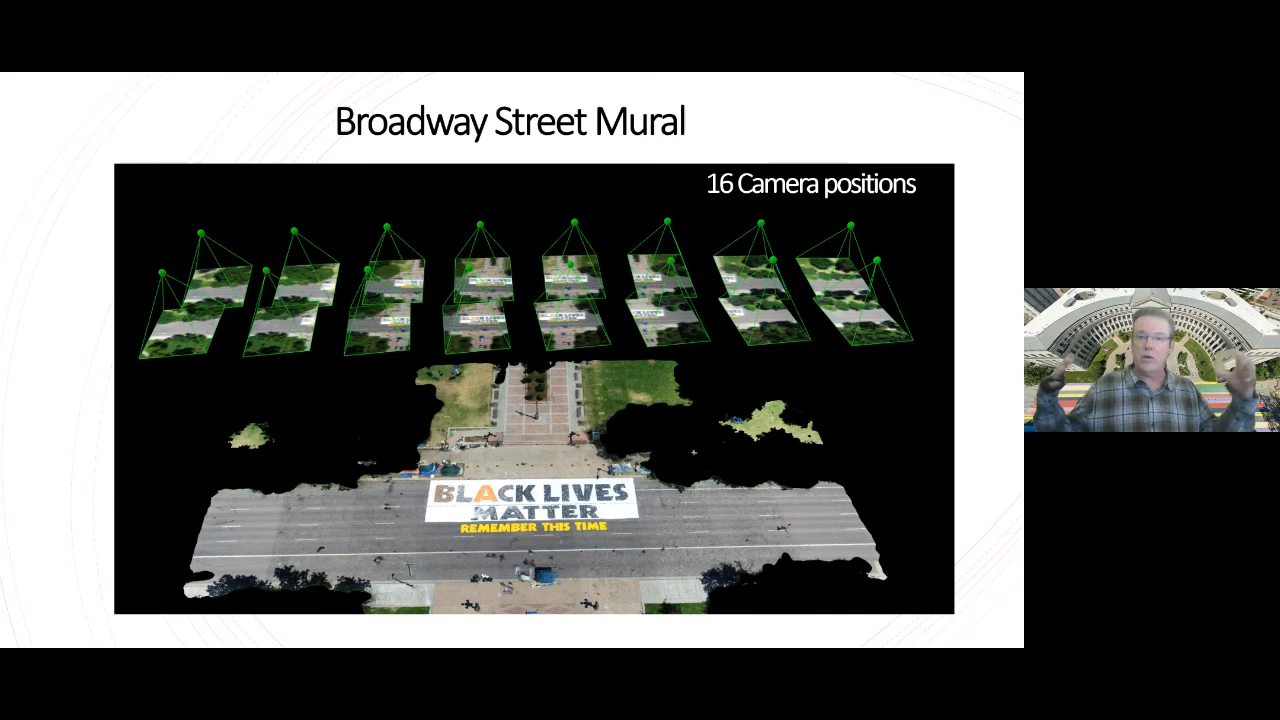 Broadway Street Mural
16 Camera positions
BLACK LIVES
MATTER
REMEMBER THIS TIME